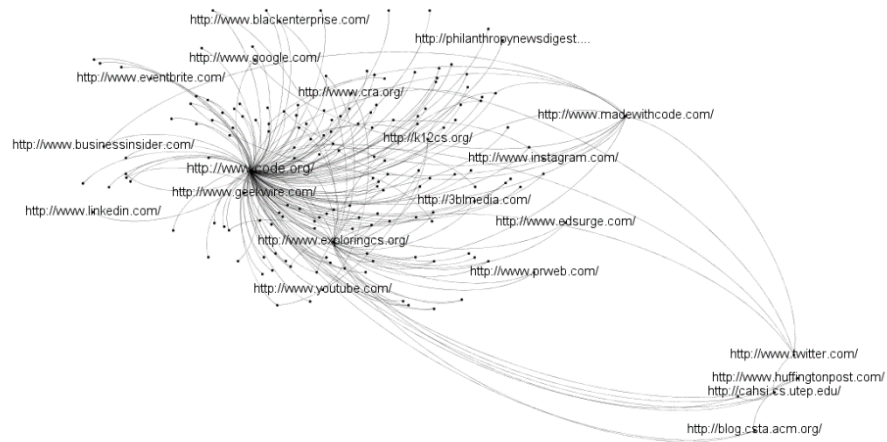 http://www.blackenterprise.com/
http://philanthropynewsdigest....
http://www.google.com/
http://www.eventbrite.com/
http://www.cra.org/
http://www.madewithcode.com/
http://k12cs.org/
http://www.businessinsider.com/
http://www.instagram.com/
http://www.code.org/
http://www.geekwire.com/
http://3blmedia.com/
http://www.linkedin.com/
http://www.edsurge.com/
http://www.exploringcs.org/
http://www.prweb.com/
http://www.youtube.com/
http://www.twitter.com/
http://www.huffingtonpost.com/
http://cahsi.cs.utep.edu/
http://blog.csta.acm.org/